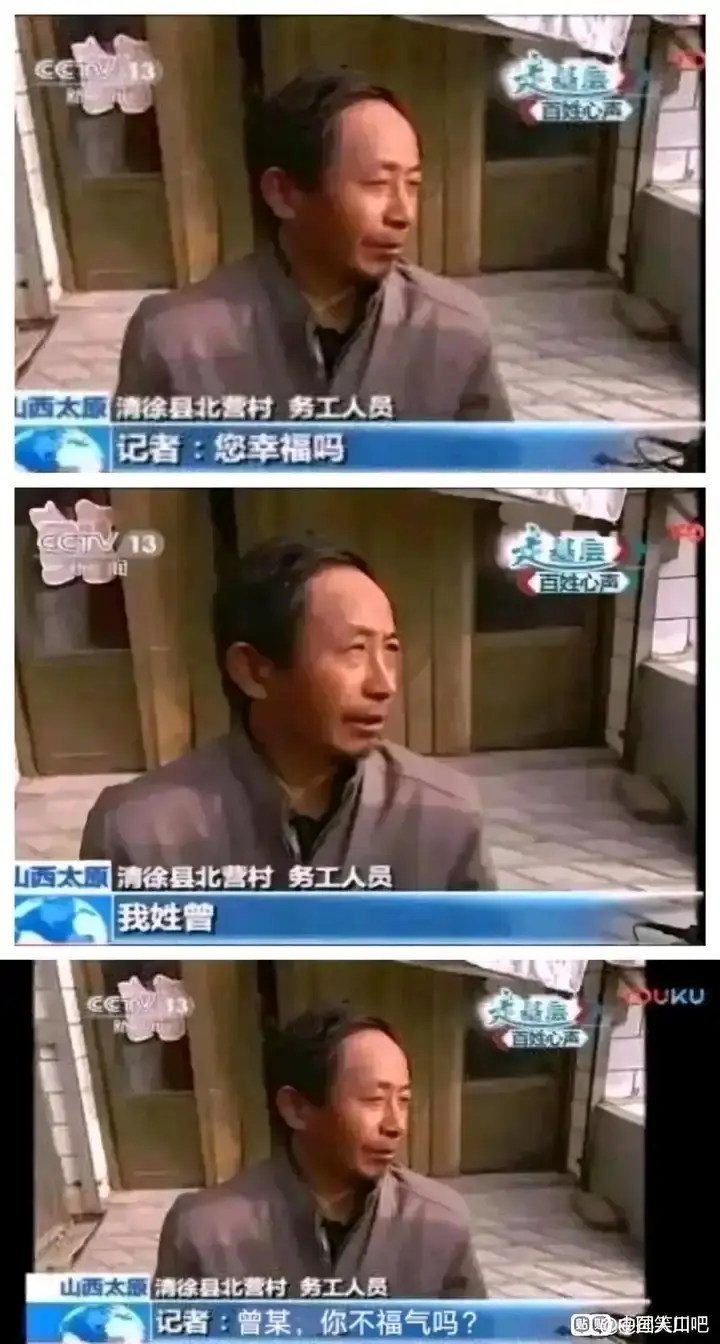 CCTV 13
走基层
百姓心声
山西太原 清徐县北营村 务工人员
记者：您幸福吗
CCTV 13
走基层
百姓心声
山西太原 清徐县北营村 务工人员
我姓曾
CCTV 13
走基层
YOUKU
百姓心声
山西太原 清徐县北营村 务工人员
记者：曾某，你不福气吗？